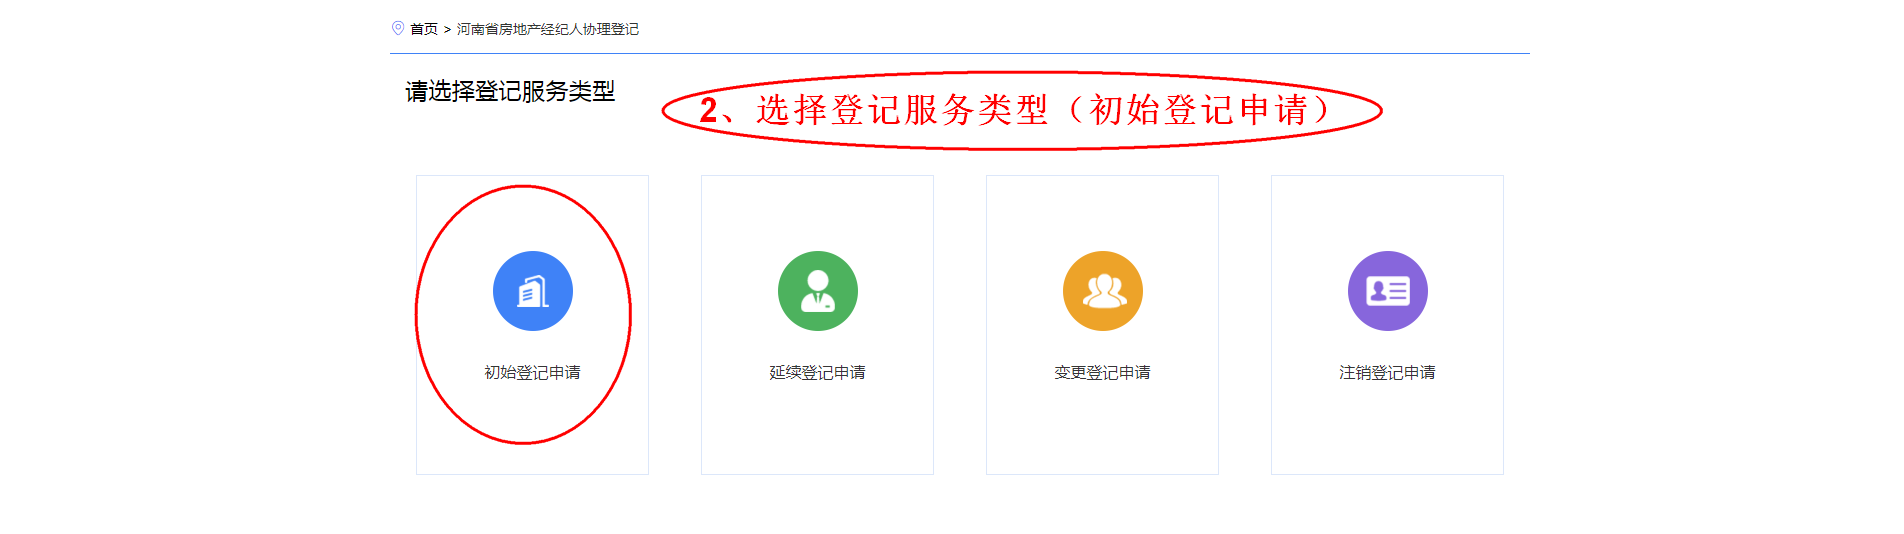 首页 > 河南省房地产经纪人协理登记
请选择登记服务类型
2、选择登记服务类型（初始登记申请）
初始登记申请
延续登记申请
变更登记申请
注销登记申请